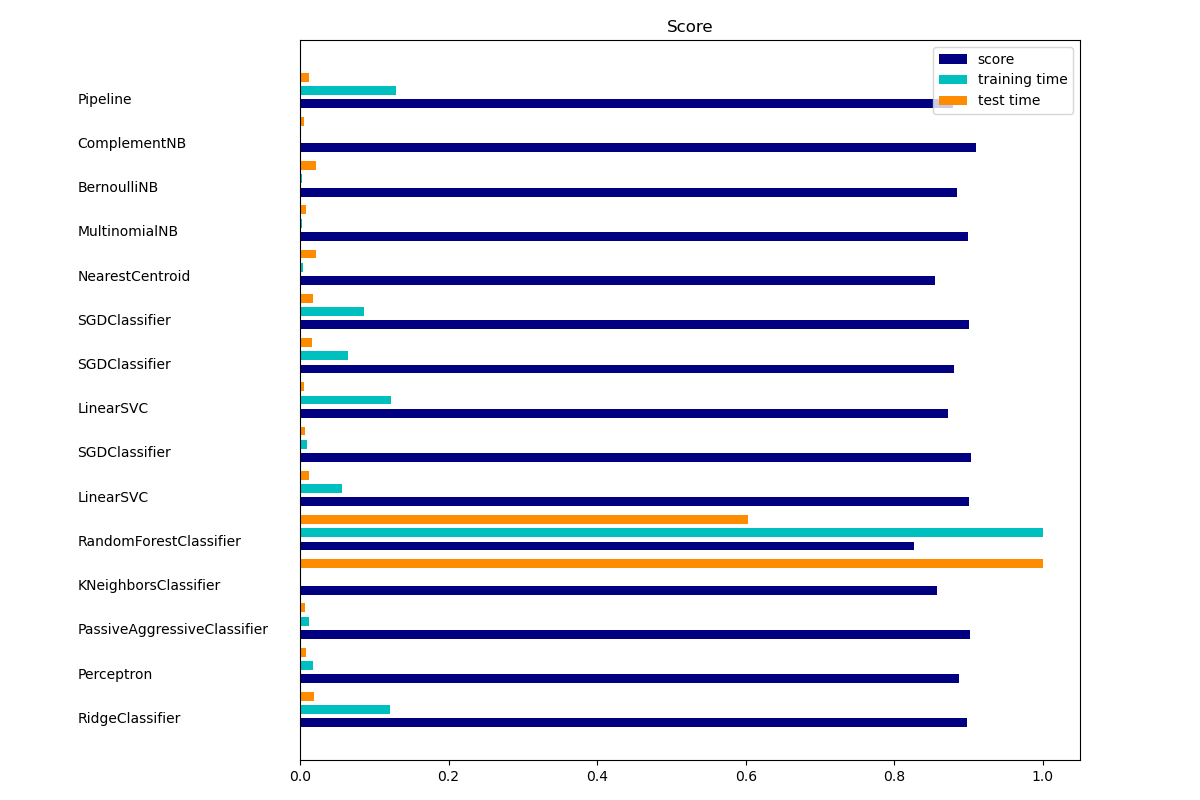 Score
score
training time
test time
Pipeline
ComplementNB
BernoulliNB
MultinomialNB
NearestCentroid
SGDClassifier
SGDClassifier
LinearSVC
SGDClassifier
LinearSVC
RandomForestClassifier
KNeighborsClassifier
PassiveAggressiveClassifier
Perceptron
RidgeClassifier
0.0 0.2 0.4 0.6 0.8 1.0